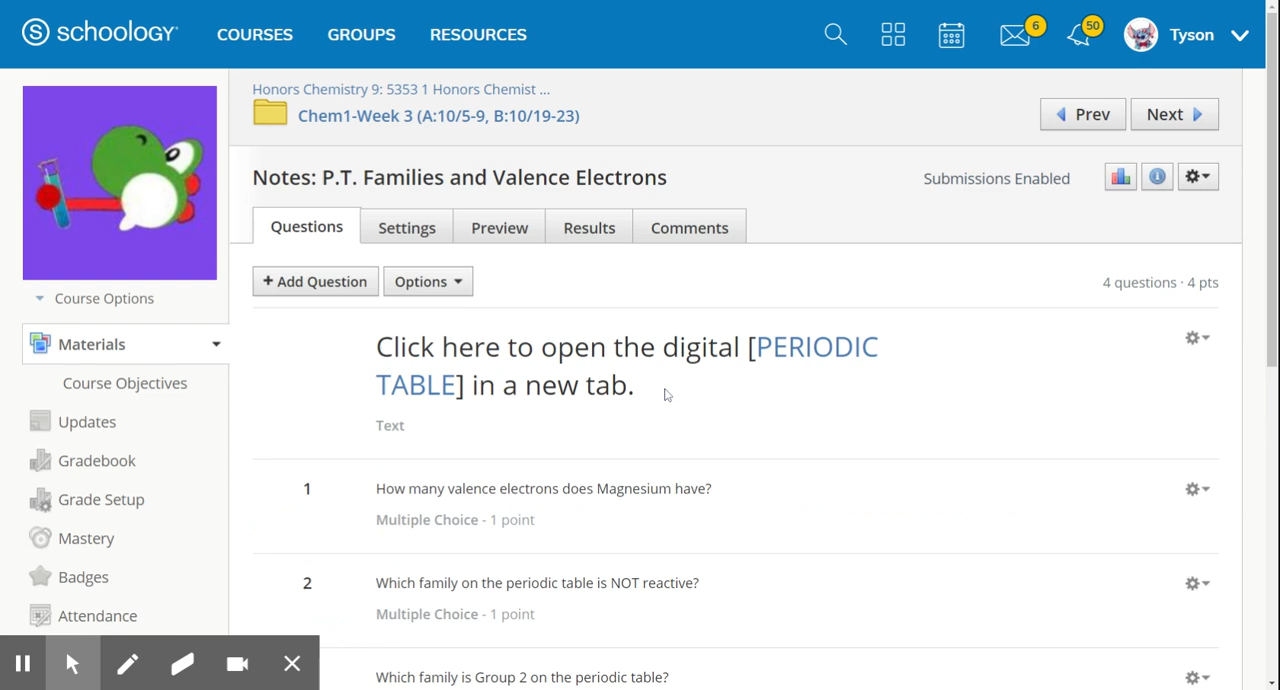 schoology
COURSES
GROUPS
RESOURCES
6
50
Tyson
Honors Chemistry 9: 5353 1 Honors Chemist ...
Chem1-Week 3 (A:10/5-9, B:10/19-23)
Prev
Next
Notes: P.T. Families and Valence Electrons
Submissions Enabled
Questions
Settings
Preview
Results
Comments
+ Add Question
Options
4 questions · 4 pts
Course Options
Materials
Course Objectives
Updates
Gradebook
Grade Setup
Mastery
Badges
Attendance
Click here to open the digital [PERIODIC
TABLE] in a new tab.
Text
1
How many valence electrons does Magnesium have?
Multiple Choice - 1 point
2
Which family on the periodic table is NOT reactive?
Multiple Choice - 1 point
Which family is Group 2 on the periodic table?